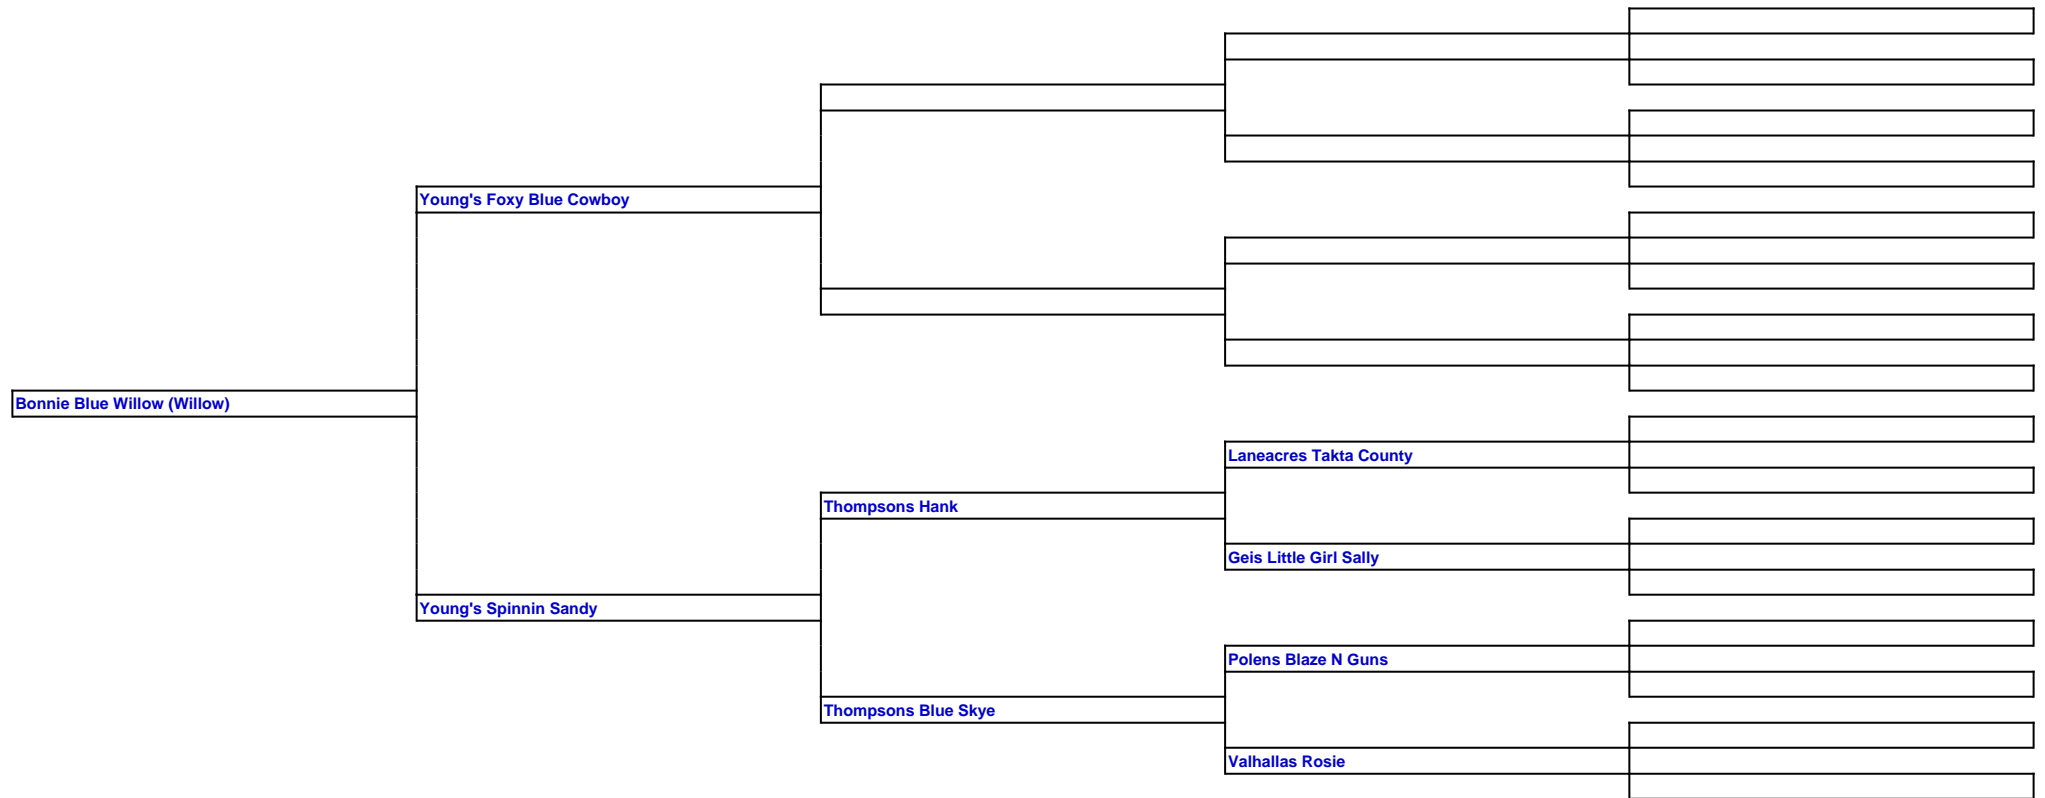 Young's Foxy Blue Cowboy
Bonnie Blue Willow (Willow)
Laneacres Takta County
Thompsons Hank
Geis Little Girl Sally
Young's Spinnin Sandy
Polens Blaze N Guns
Thompsons Blue Skye
Valhallas Rosie